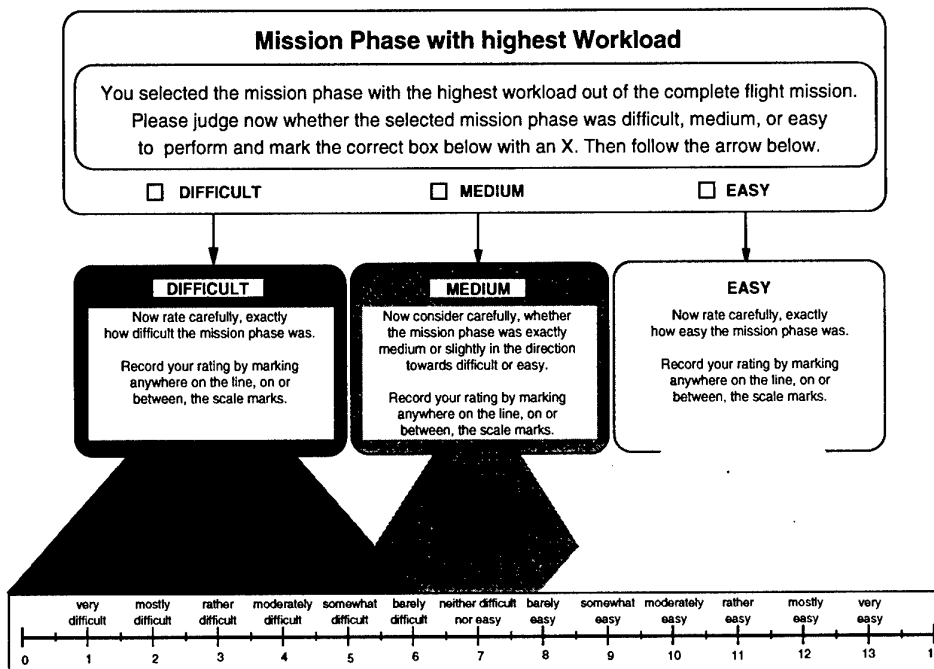 Mission Phase with highest Workload
You selected the mission phase with the highest workload out of the complete flight mission.
Please judge now whether the selected mission phase was difficult, medium, or easy
to perform and mark the correct box below with an X. Then follow the arrow below.
DIFFICULT MEDIUM EASY
DIFFICULT
Now rate carefully, exactly
how difficult the mission phase was.
Record your rating by marking
anywhere on the line, on or
between, the scale marks.
MEDIUM
Now consider carefully, whether
the mission phase was exactly
medium or slightly in the direction
towards difficult or easy.
Record your rating by marking
anywhere on the line, on or
between, the scale marks.
EASY
Now rate carefully, exactly
how easy the mission phase was.
Record your rating by marking
anywhere on the line, on or
between, the scale marks.
very mostly rather moderately somewhat barely neither difficult barely somewhat moderately rather mostly very
difficult difficult difficult difficult difficult difficult nor easy easy easy easy easy easy easy
0 1 2 3 4 5 6 7 8 9 10 11 12 13